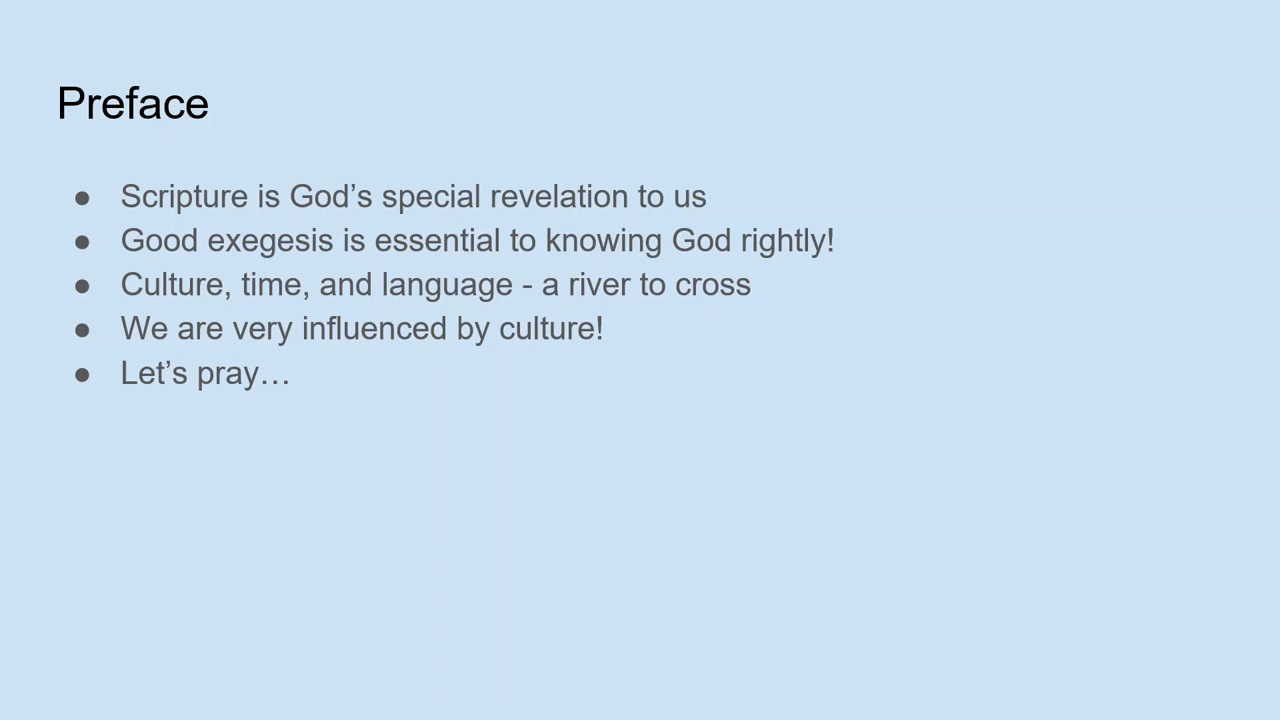 Preface
● Scripture is God’s special revelation to us
● Good exegesis is essential to knowing God rightly!
● Culture, time, and language - a river to cross
● We are very influenced by culture!
● Let’s pray…